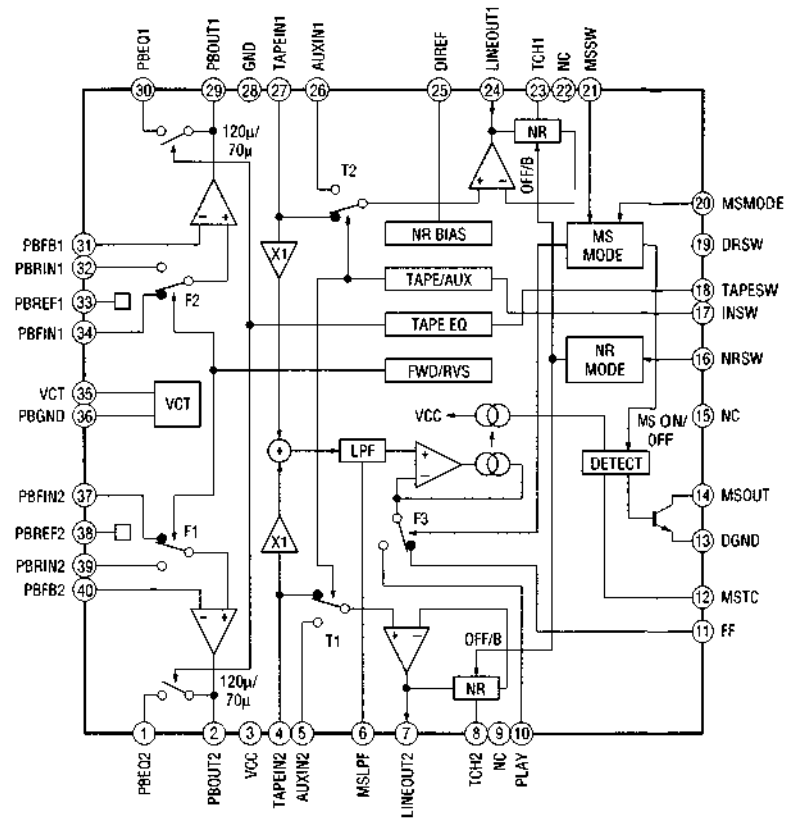 PBEQ1
PBOUT1
GND
TAPEIN1
AUXIN1
DIREF
LINEOUT1
TCH1
NC
MSSW
30
29
28
27
26
25
24
23
22
21
120μ/
70μ
T2
OFF/B
NR
20 MSMODE
19 DRSW
18 TAPESW
17 INSW
16 NRSW
15 NC
14 MSOUT
13 DGND
12 MSTC
11 FF
PBFB1 31
PBRIN1 32
PBREF1 33
PBFIN1 34
VCT 35
PBGND 36
PBFIN2 37
PBREF2 38
PBRIN2 39
PBFB2 40
- +
+ -
F2
X1
NR BIAS
TAPE/AUX
TAPE EQ
FWD/RVS
MS
MODE
NR
MODE
VCT
VCC
MS ON/
OFF
+
LPF
+
-
DETECT
F1
X1
F3
- +
T1
+ -
OFF/B
NR
120μ/
70μ
1
2
3
4
5
6
7
8
9
10
PBEQ2
PBOUT2
VCC
TAPEIN2
AUXIN2
MSLPF
LINEOUT2
TCH2
NC
PLAY